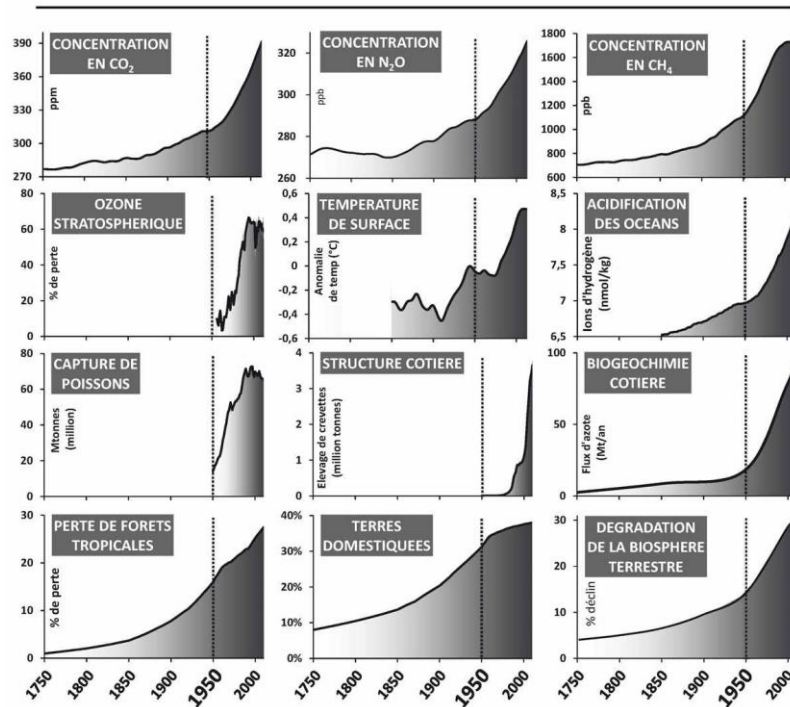 CONCENTRATION
EN CO₂
ppm
390
360
330
300
270
CONCENTRATION
EN N₂O
ppb
320
300
280
260
CONCENTRATION
EN CH₄
ppb
1800
1600
1400
1200
1000
800
600
OZONE
STRATOSPHERIQUE
% de perte
80
60
40
20
0
TEMPERATURE
DE SURFACE
Anomalie
de temp (°C)
0,6
0,4
0,2
0
-0,2
-0,4
-0,6
ACIDIFICATION
DES OCEANS
Ions d'hydrogène
(nmol/kg)
8,5
8
7,5
7
6,5
CAPTURE DE
POISSONS
Mtonnes
(million)
80
60
40
20
0
STRUCTURE COTIERE
Elevage de crevettes
(million tonnes)
4
3
2
1
0
BIOGEOCHIMIE
COTIERE
Flux d'azote
(Mt/an
100
50
0
PERTE DE FORETS
TROPICALES
% de perte
30
20
10
0
1750
1800
1850
1900
1950
2000
TERRES
DOMESTIQUEES
40%
30%
20%
10%
0%
1750
1800
1850
1900
1950
2000
DEGRADATION
DE LA BIOSPHERE
TERRESTRE
% déclin
30
20
10
0
1750
1800
1850
1900
1950
2000